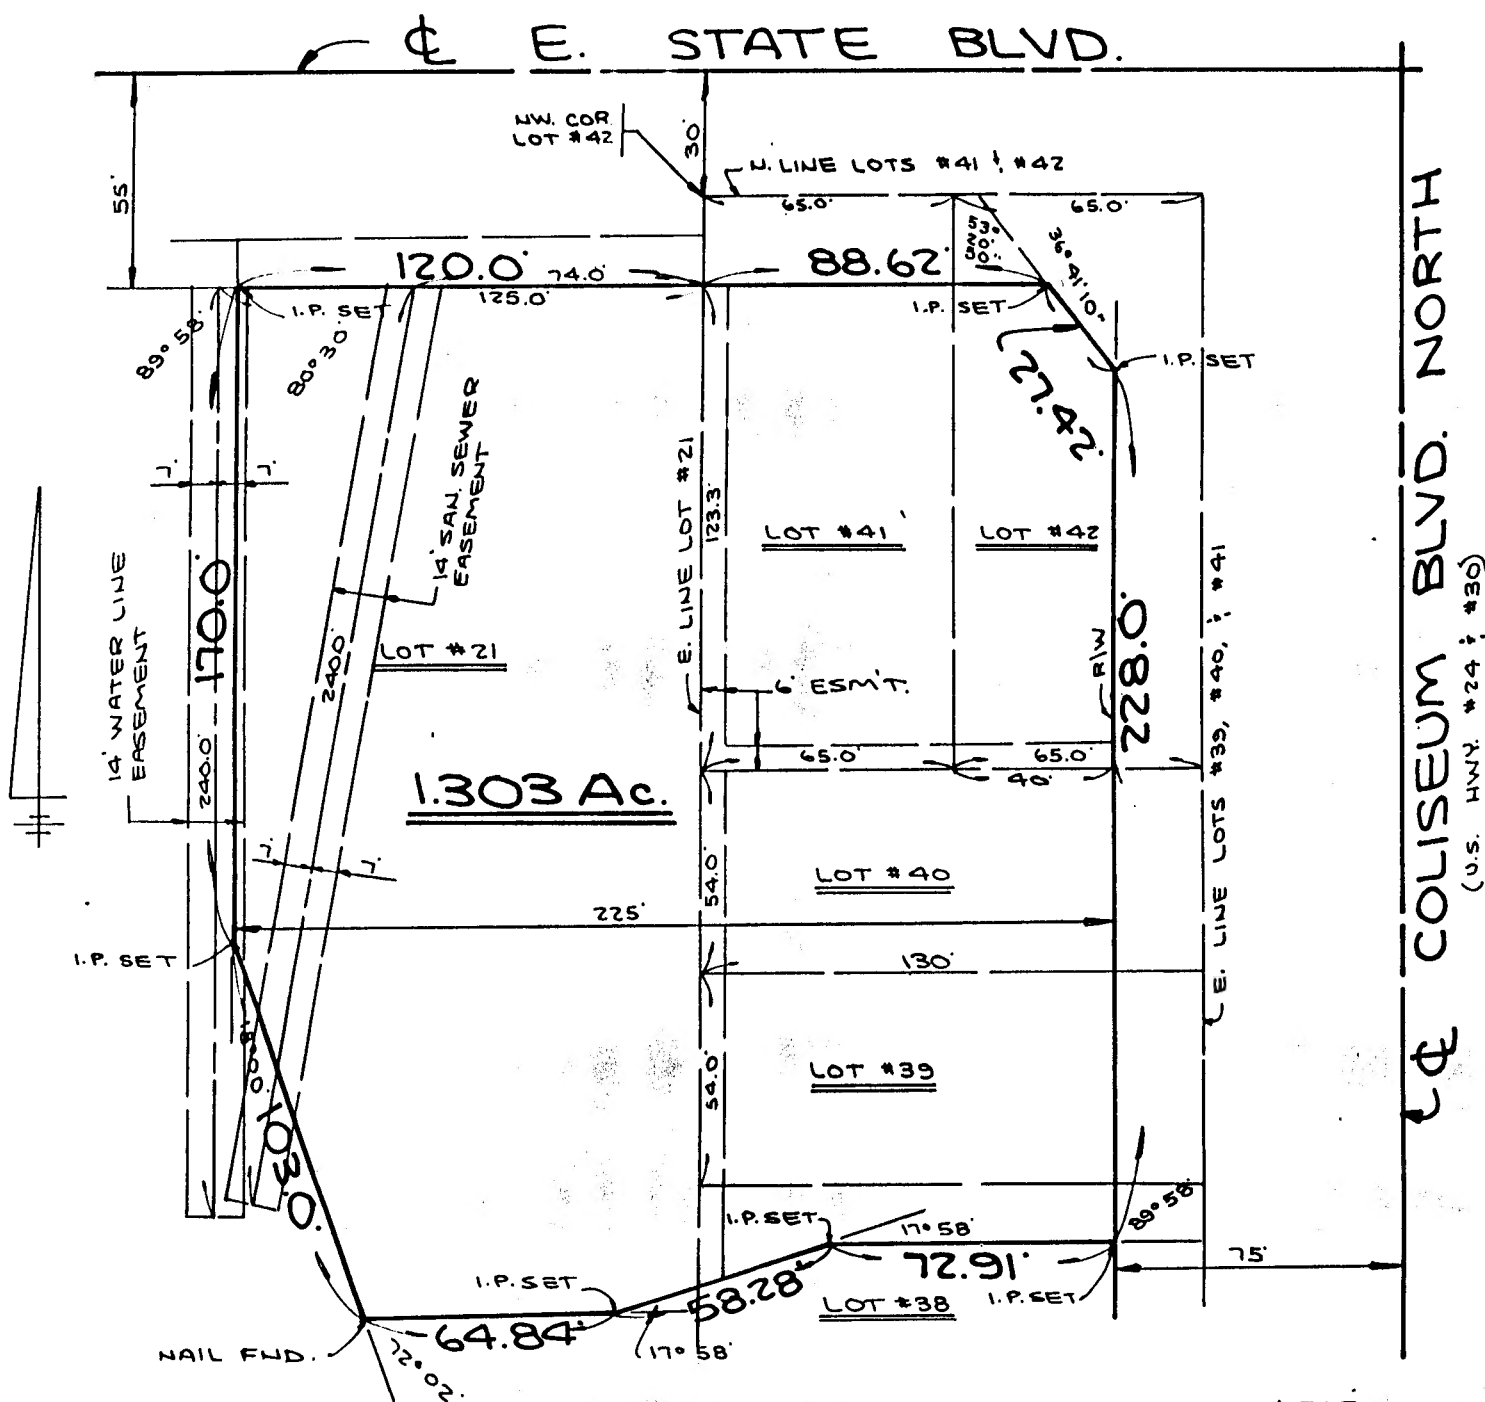 ℄ E. STATE BLVD.
NW. COR.
LOT #42
30'
55'
N. LINE LOTS #41 & #42
65.0'
65.0'
120.0'
74.0'
125.0'
88.62'
36° 41' 10"
I.P. SET
I.P. SET
89° 58'
80° 30'
27.42'
I.P. SET
7'
7'
14' SAN. SEWER
EASEMENT
E. LINE LOT #21
123.3'
LOT #41
LOT #42
170.0'
14' WATER LINE
EASEMENT
240.0'
240.0'
LOT #21
6' ESM'T.
R/W
228.0'
65.0'
65.0'
40'
1.303 Ac.
7'
7'
54.0'
LOT #40
225'
I.P. SET
130'
E. LINE LOTS #39, #40, & #41
54.0'
LOT #39
103.0'
I.P. SET
17° 58'
89° 58'
72.91'
75'
I.P. SET
58.28'
LOT #38
I.P. SET
64.84'
17° 58'
NAIL FND.
72° 02'
℄ COLISEUM BLVD. NORTH
(U.S. HWY. #24 & #30)